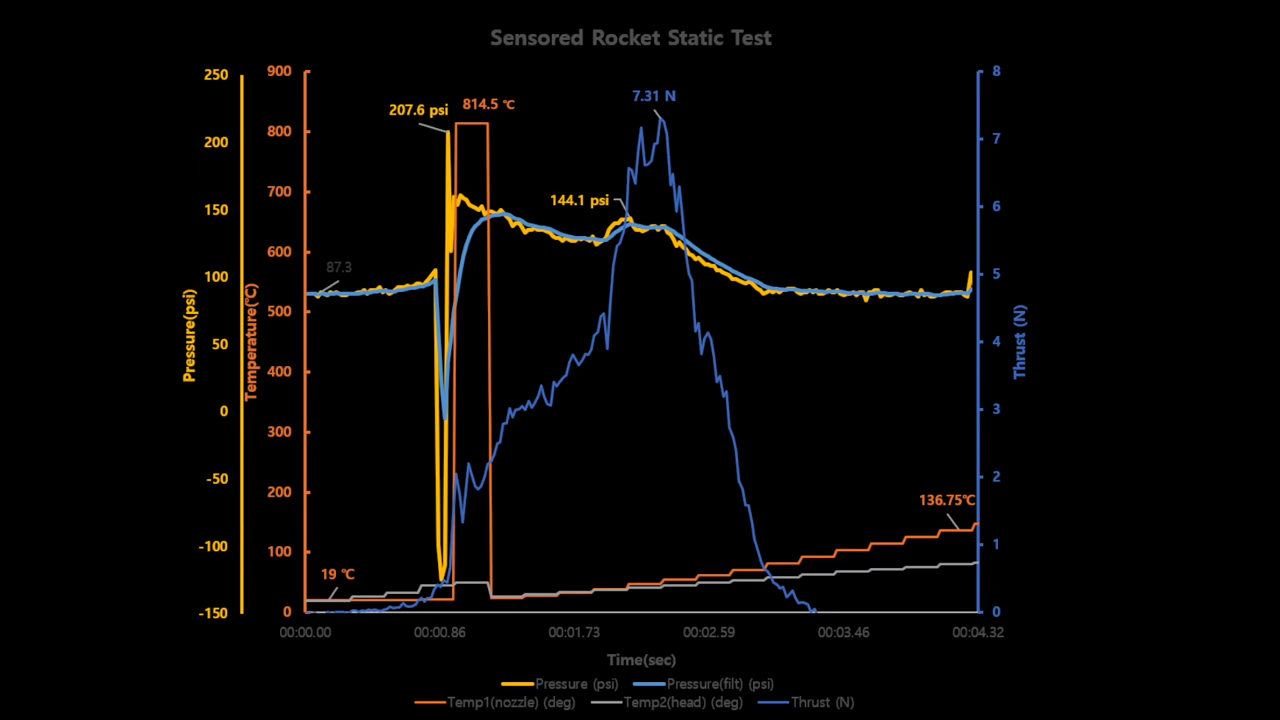 Sensored Rocket Static Test
250
200
150
100
50
0
-50
-100
-150
Pressure(psi)
900
800
700
600
500
400
300
200
100
0
Temperature(℃)
207.6 psi
814.5 ℃
7.31 N
144.1 psi
87.3
19 ℃
136.75℃
8
7
6
5
4
3
2
1
0
Thrust (N)
00:00.00 00:00.86 00:01.73 00:02.59 00:03.46 00:04.32
Time(sec)
Pressure (psi) Pressure(filt) (psi)
Temp1(nozzle) (deg) Temp2(head) (deg) Thrust (N)